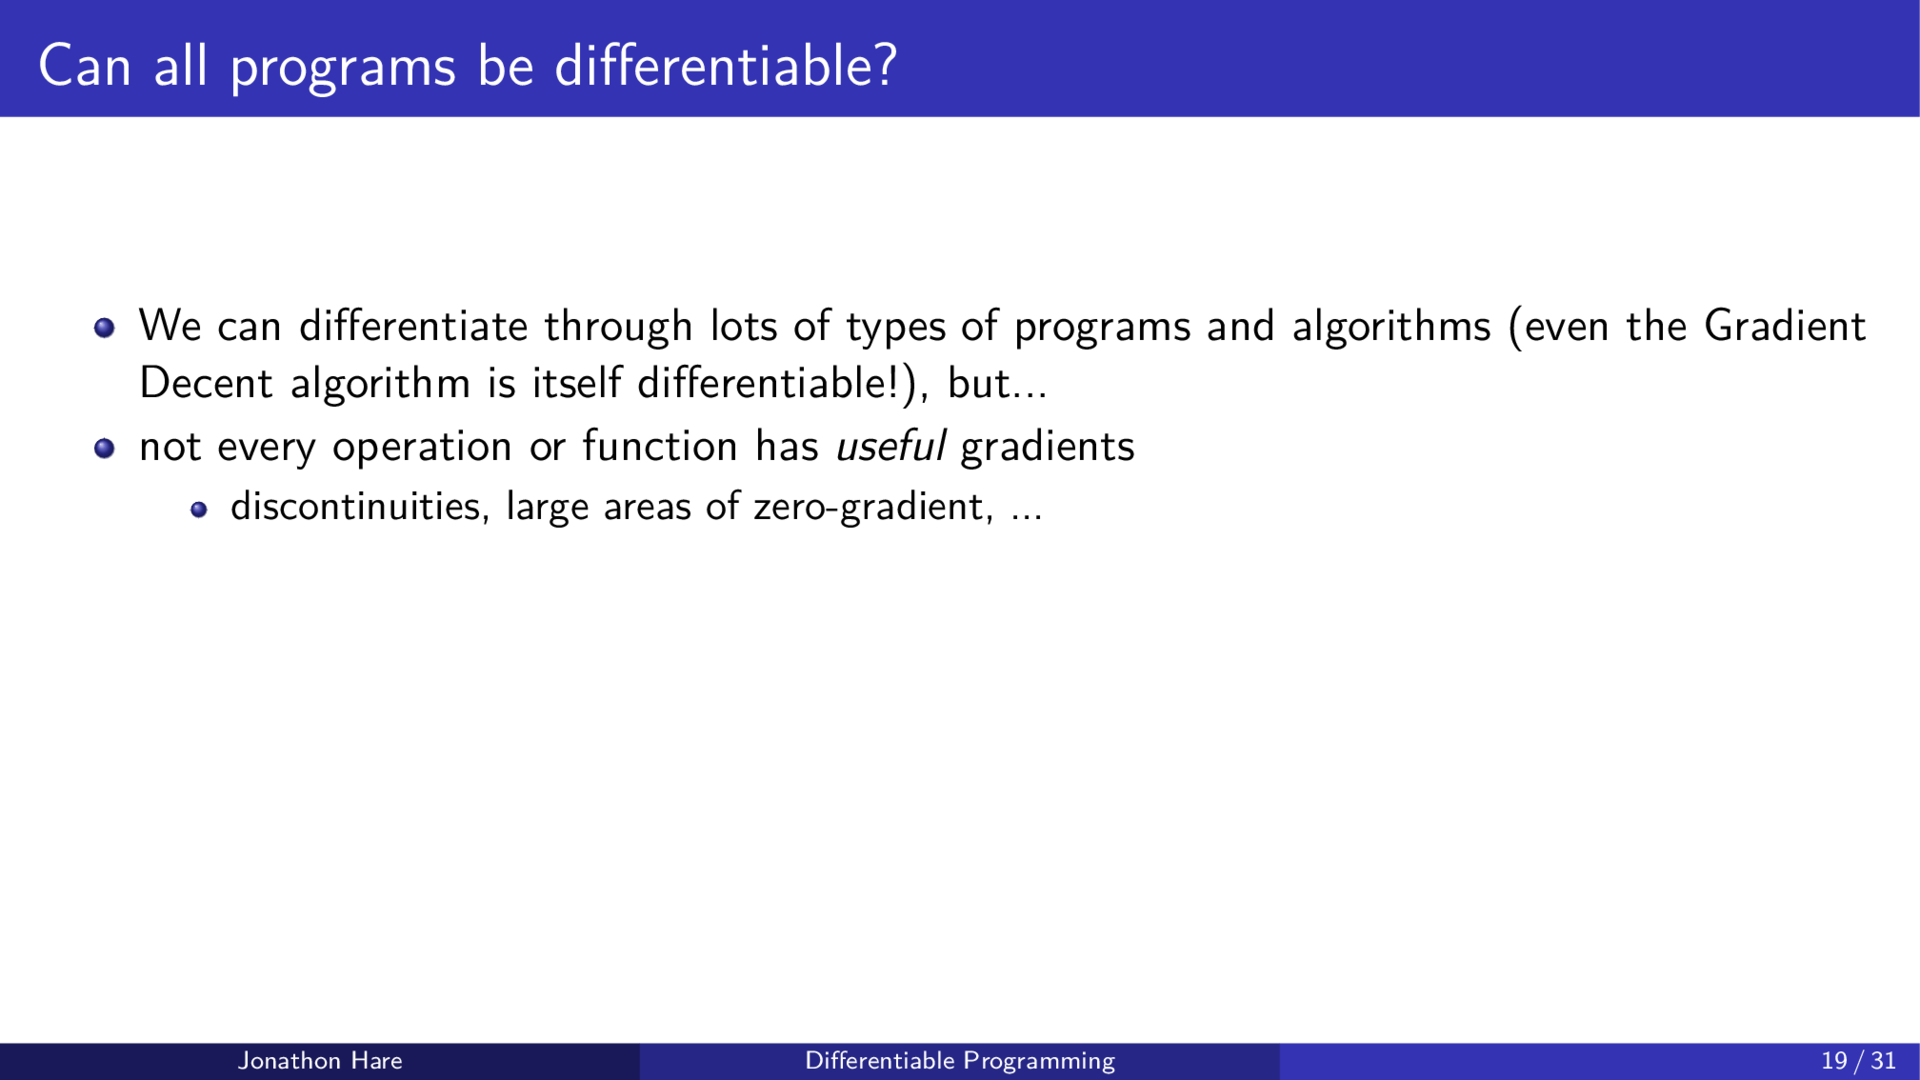 Can all programs be differentiable?
We can differentiate through lots of types of programs and algorithms (even the Gradient
Decent algorithm is itself differentiable!), but...
not every operation or function has useful gradients
discontinuities, large areas of zero-gradient, ...
Jonathon Hare
Differentiable Programming
19 / 31